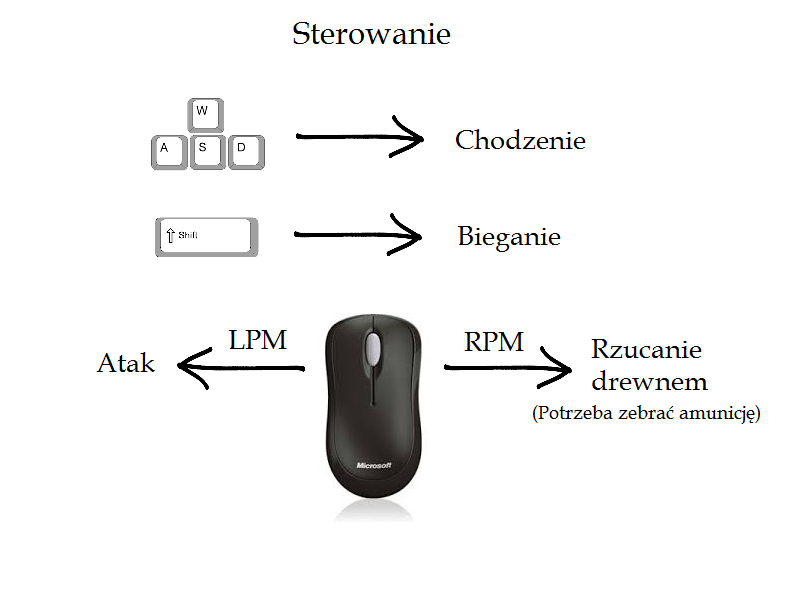 Sterowanie
W
A S D
Chodzenie
Shift
Bieganie
LPM
RPM
Atak
Rzucanie
drewnem
(Potrzeba zebrać amunicję)
Microsoft